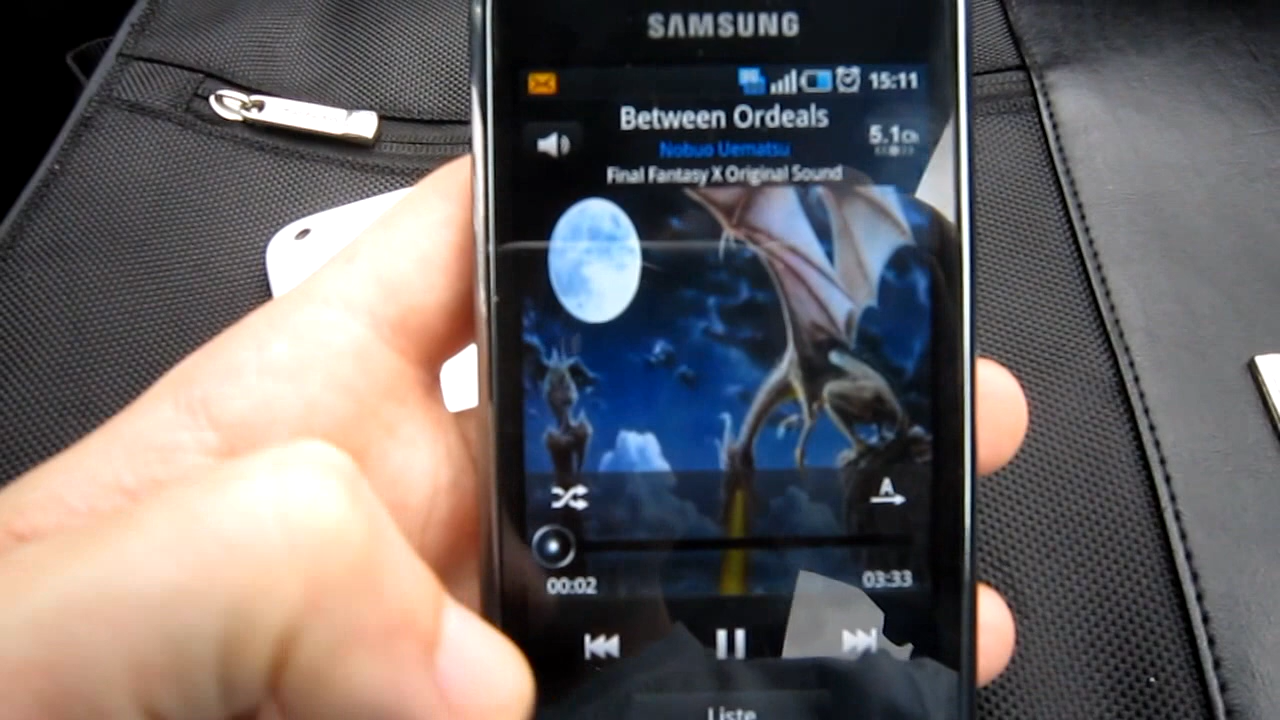 SAMSUNG
15:11
Between Ordeals
Nobuo Uematsu
5.1Ch
Final Fantasy X Original Sound
A
00:02
03:33
Liste